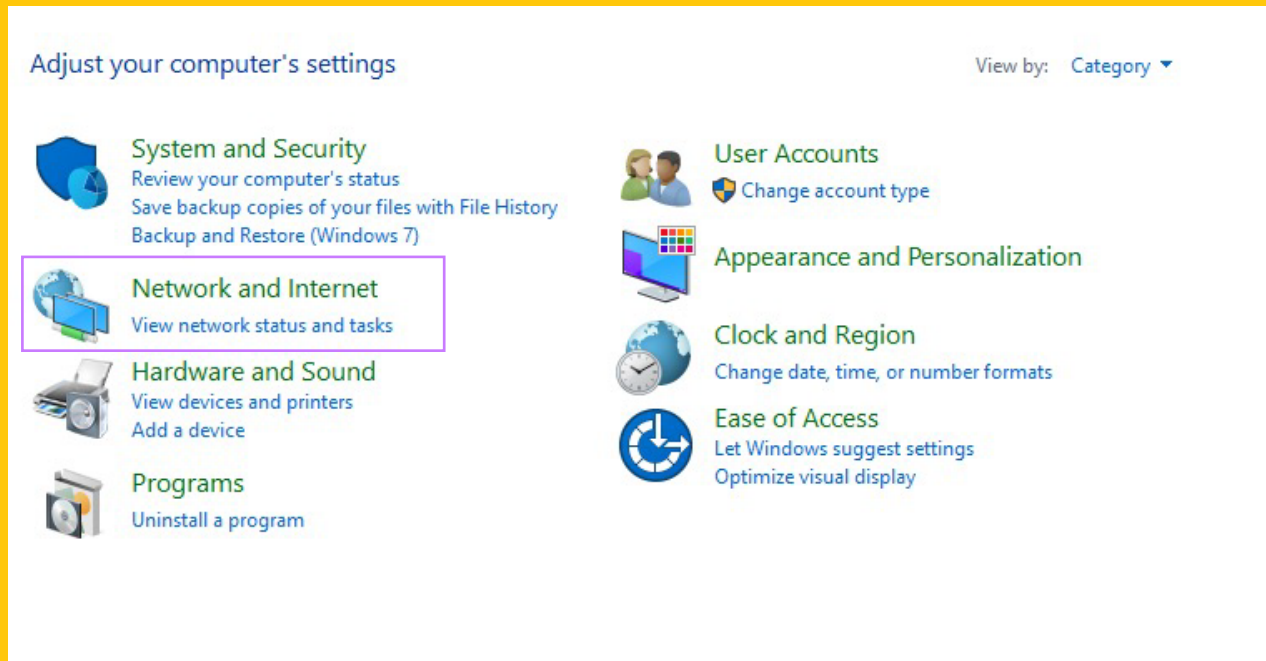 Adjust your computer's settings
View by: Category
System and Security
Review your computer's status
Save backup copies of your files with File History
Backup and Restore (Windows 7)
Network and Internet
View network status and tasks
Hardware and Sound
View devices and printers
Add a device
Programs
Uninstall a program
User Accounts
Change account type
Appearance and Personalization
Clock and Region
Change date, time, or number formats
Ease of Access
Let Windows suggest settings
Optimize visual display